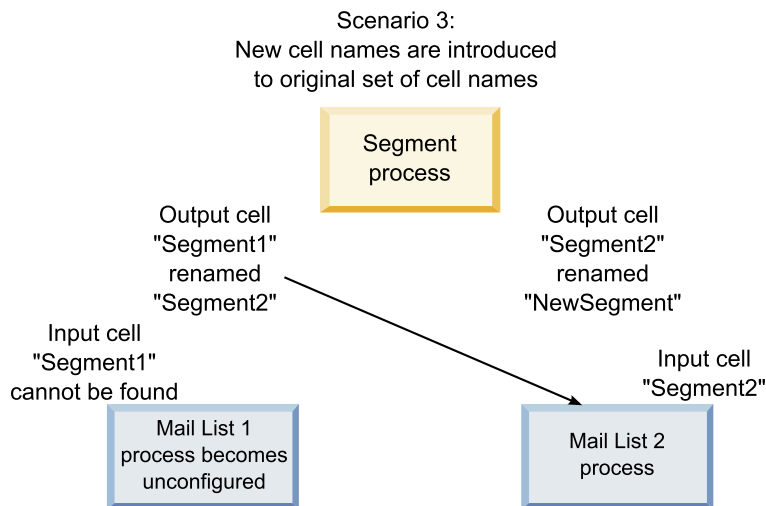 Scenario 3:
New cell names are introduced
to original set of cell names
Segment
process
Output cell
"Segment1"
renamed
"Segment2"
Output cell
"Segment2"
renamed
"NewSegment"
Input cell
"Segment1"
cannot be found
Input cell
"Segment2"
Mail List 1
process becomes
unconfigured
Mail List 2
process